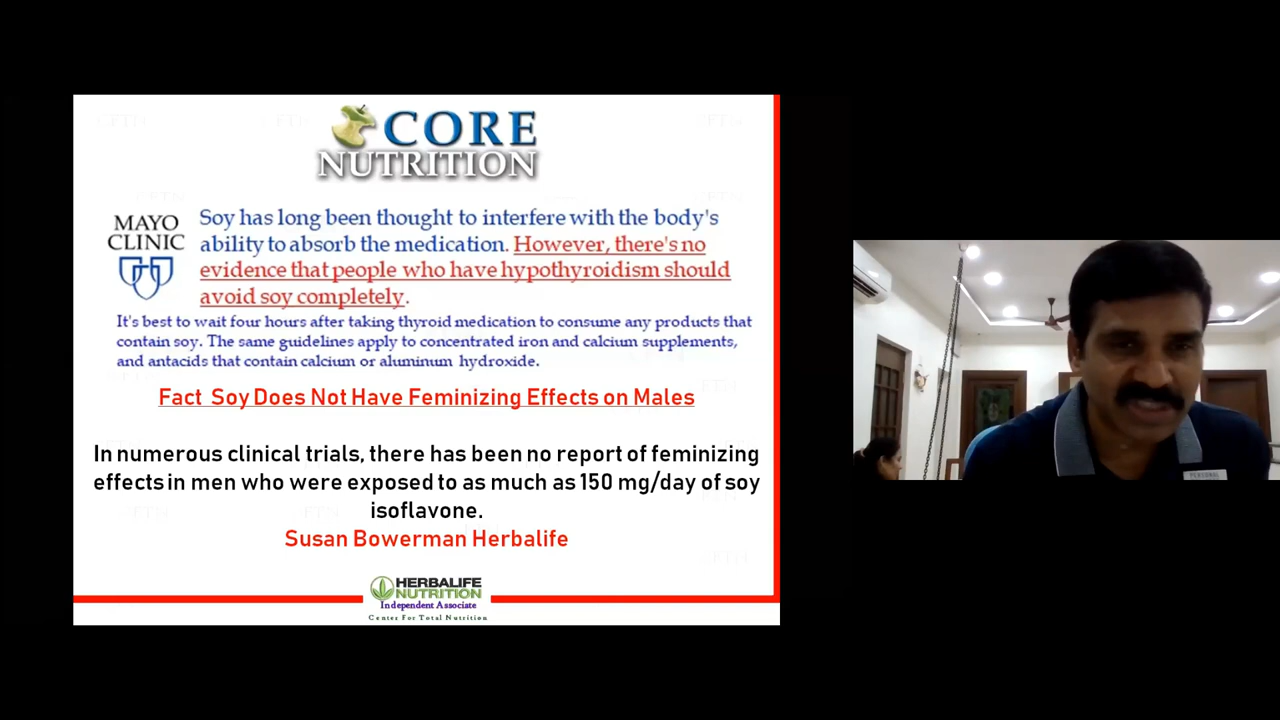 CORE
NUTRITION
MAYO
CLINIC
Soy has long been thought to interfere with the body's
ability to absorb the medication. However, there's no
evidence that people who have hypothyroidism should
avoid soy completely.
It's best to wait four hours after taking thyroid medication to consume any products that
contain soy. The same guidelines apply to concentrated iron and calcium supplements,
and antacids that contain calcium or aluminum hydroxide.
Fact Soy Does Not Have Feminizing Effects on Males
In numerous clinical trials, there has been no report of feminizing
effects in men who were exposed to as much as 150 mg/day of soy
isoflavone.
Susan Bowerman Herbalife
HERBALIFE
NUTRITION
Independent Associate
Center For Total Nutrition
PERSONAL